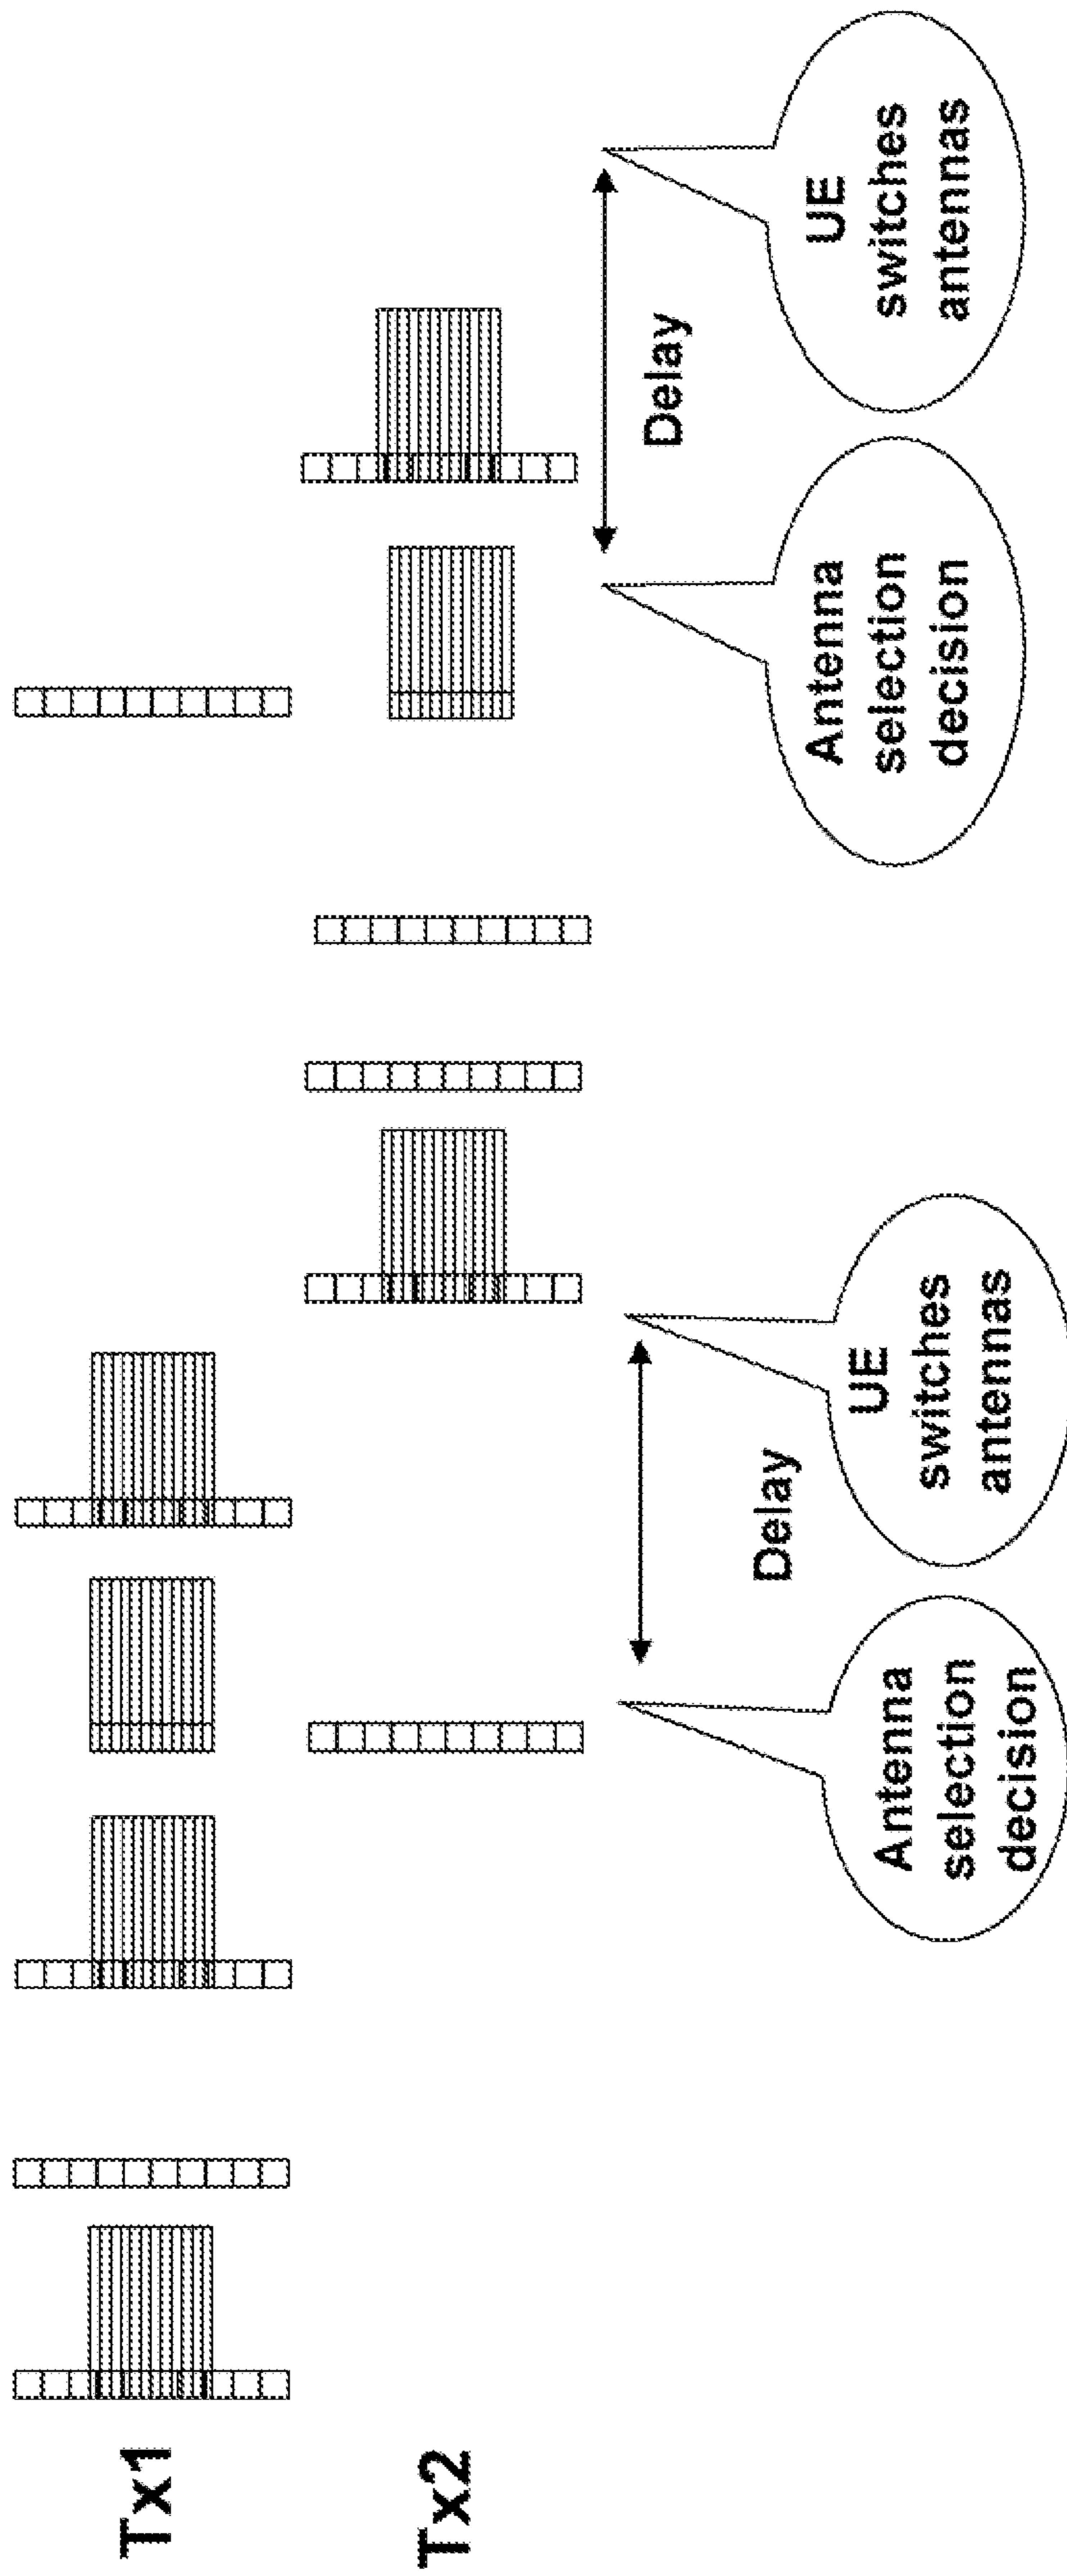 Tx1
Tx2
Delay
Delay
Antenna
selection
decision
UE
switches
antennas
Antenna
selection
decision
UE
switches
antennas